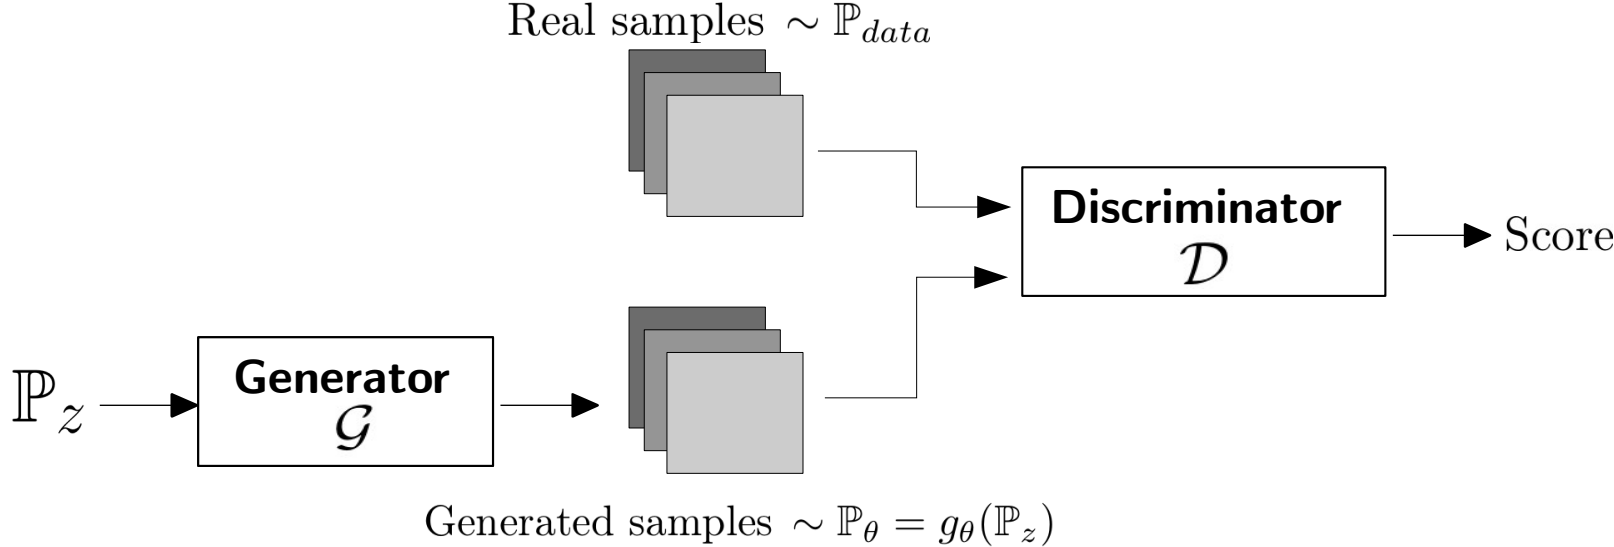 Real samples ∼ ℙ_data
Discriminator
𝒟
Score
ℙ_z
Generator
𝒢
Generated samples ∼ ℙ_θ = g_θ(ℙ_z)